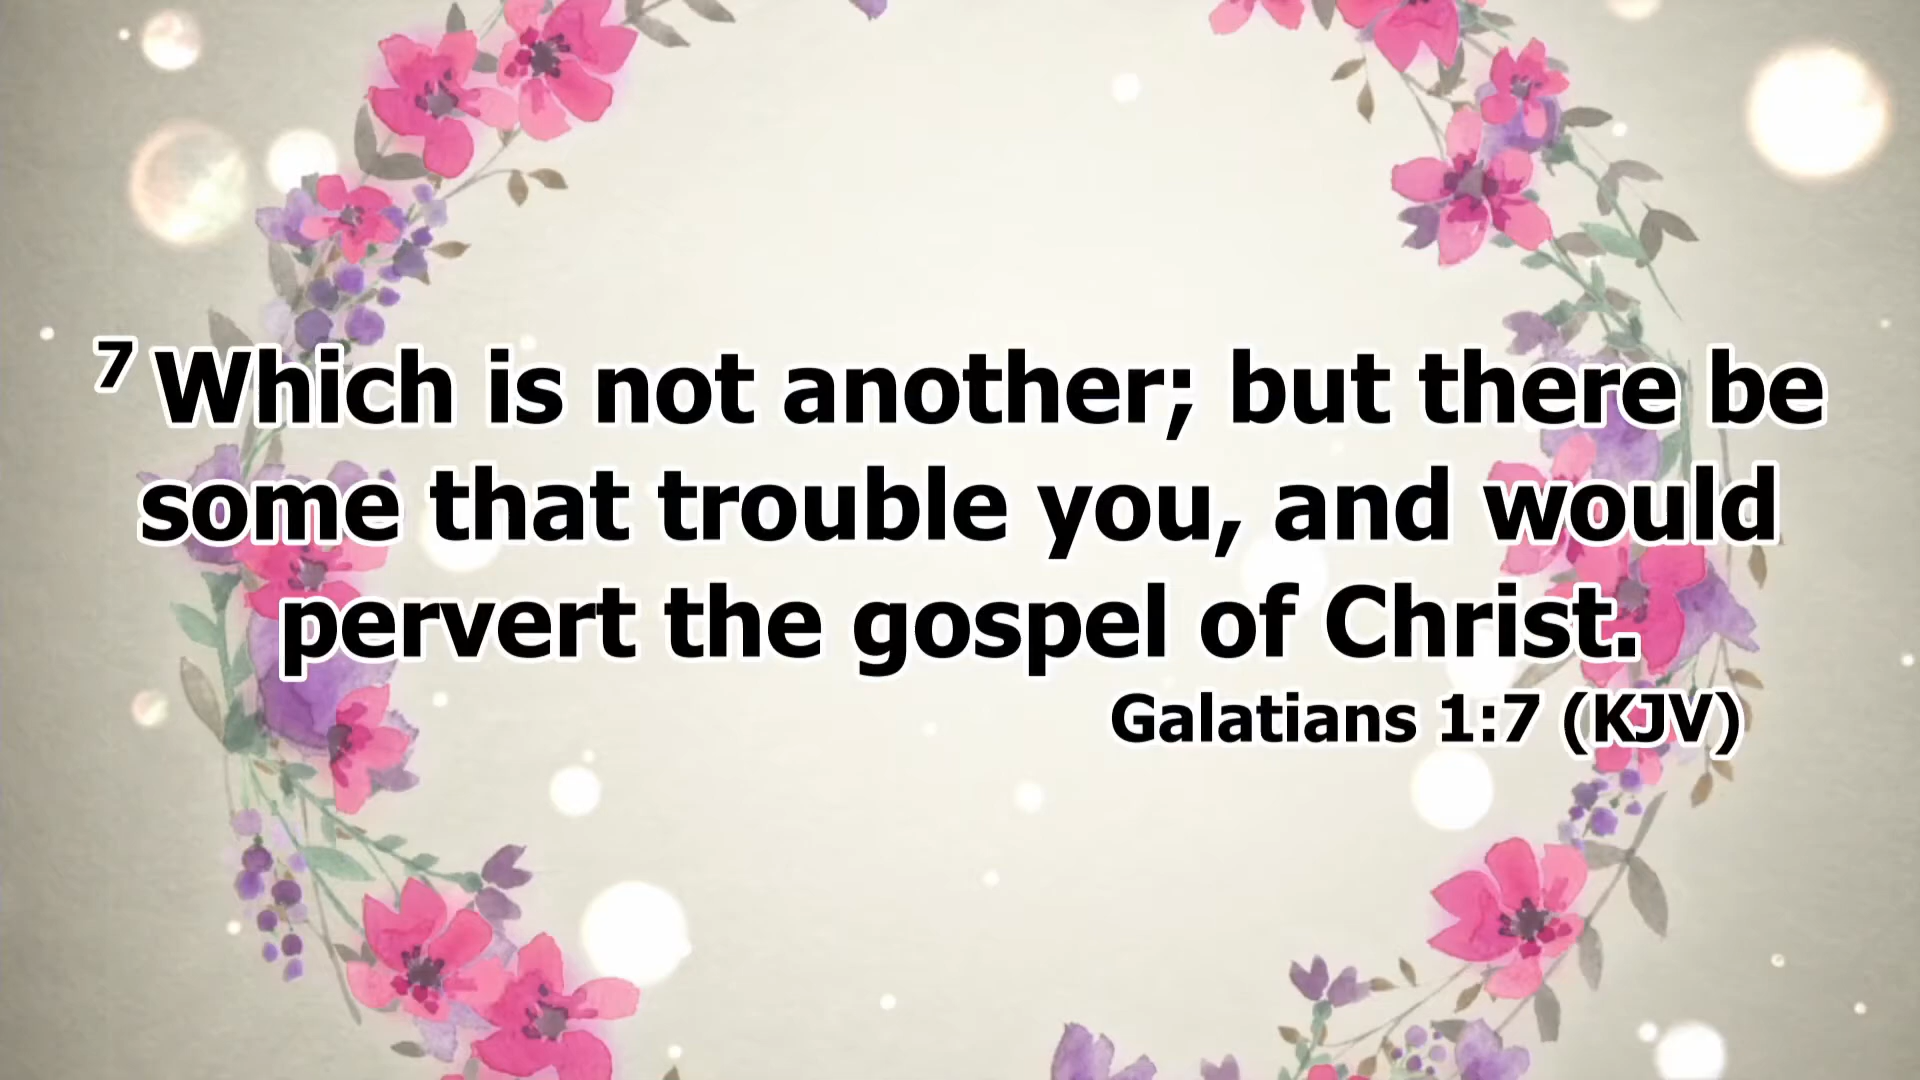 7 Which is not another; but there be
some that trouble you, and would
pervert the gospel of Christ.
Galatians 1:7 (KJV)